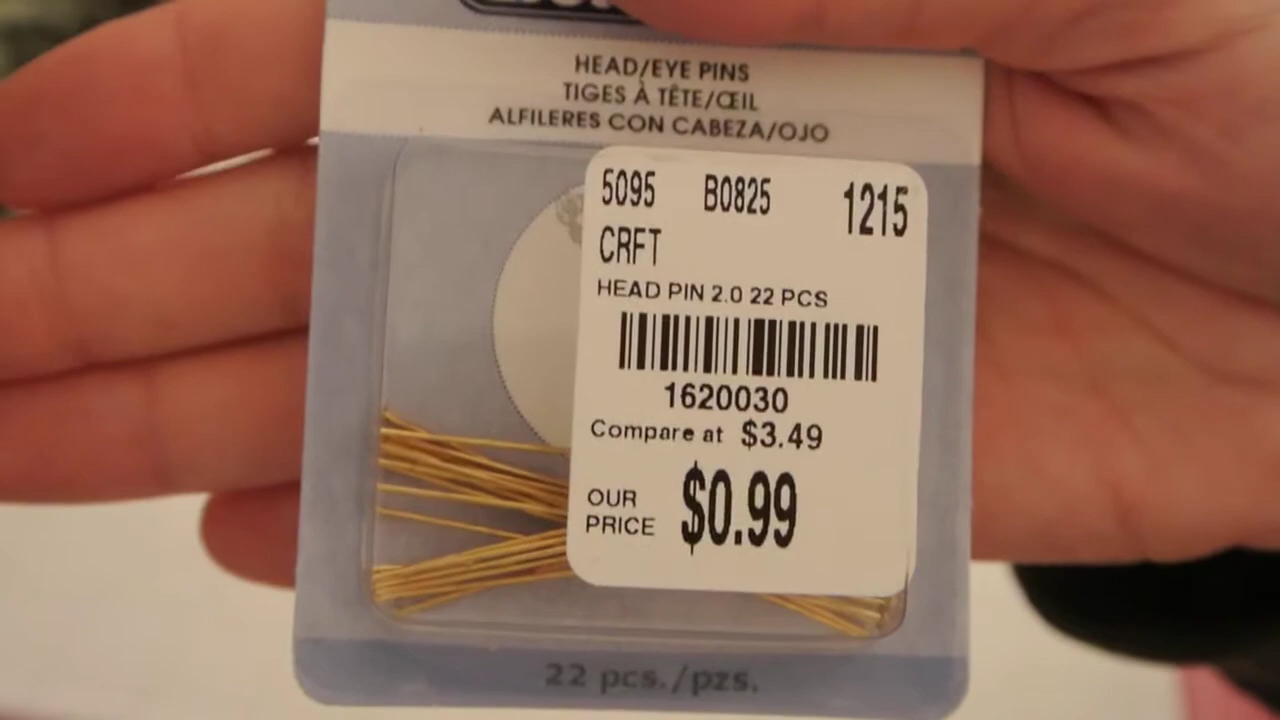 HEAD/EYE PINS
TIGES À TÊTE/ŒIL
ALFILERES CON CABEZA/OJO
5095 B0825 1215
CRFT
HEAD PIN 2.0 22 PCS
1620030
Compare at $3.49
OUR PRICE $0.99
22 pcs./pzs.